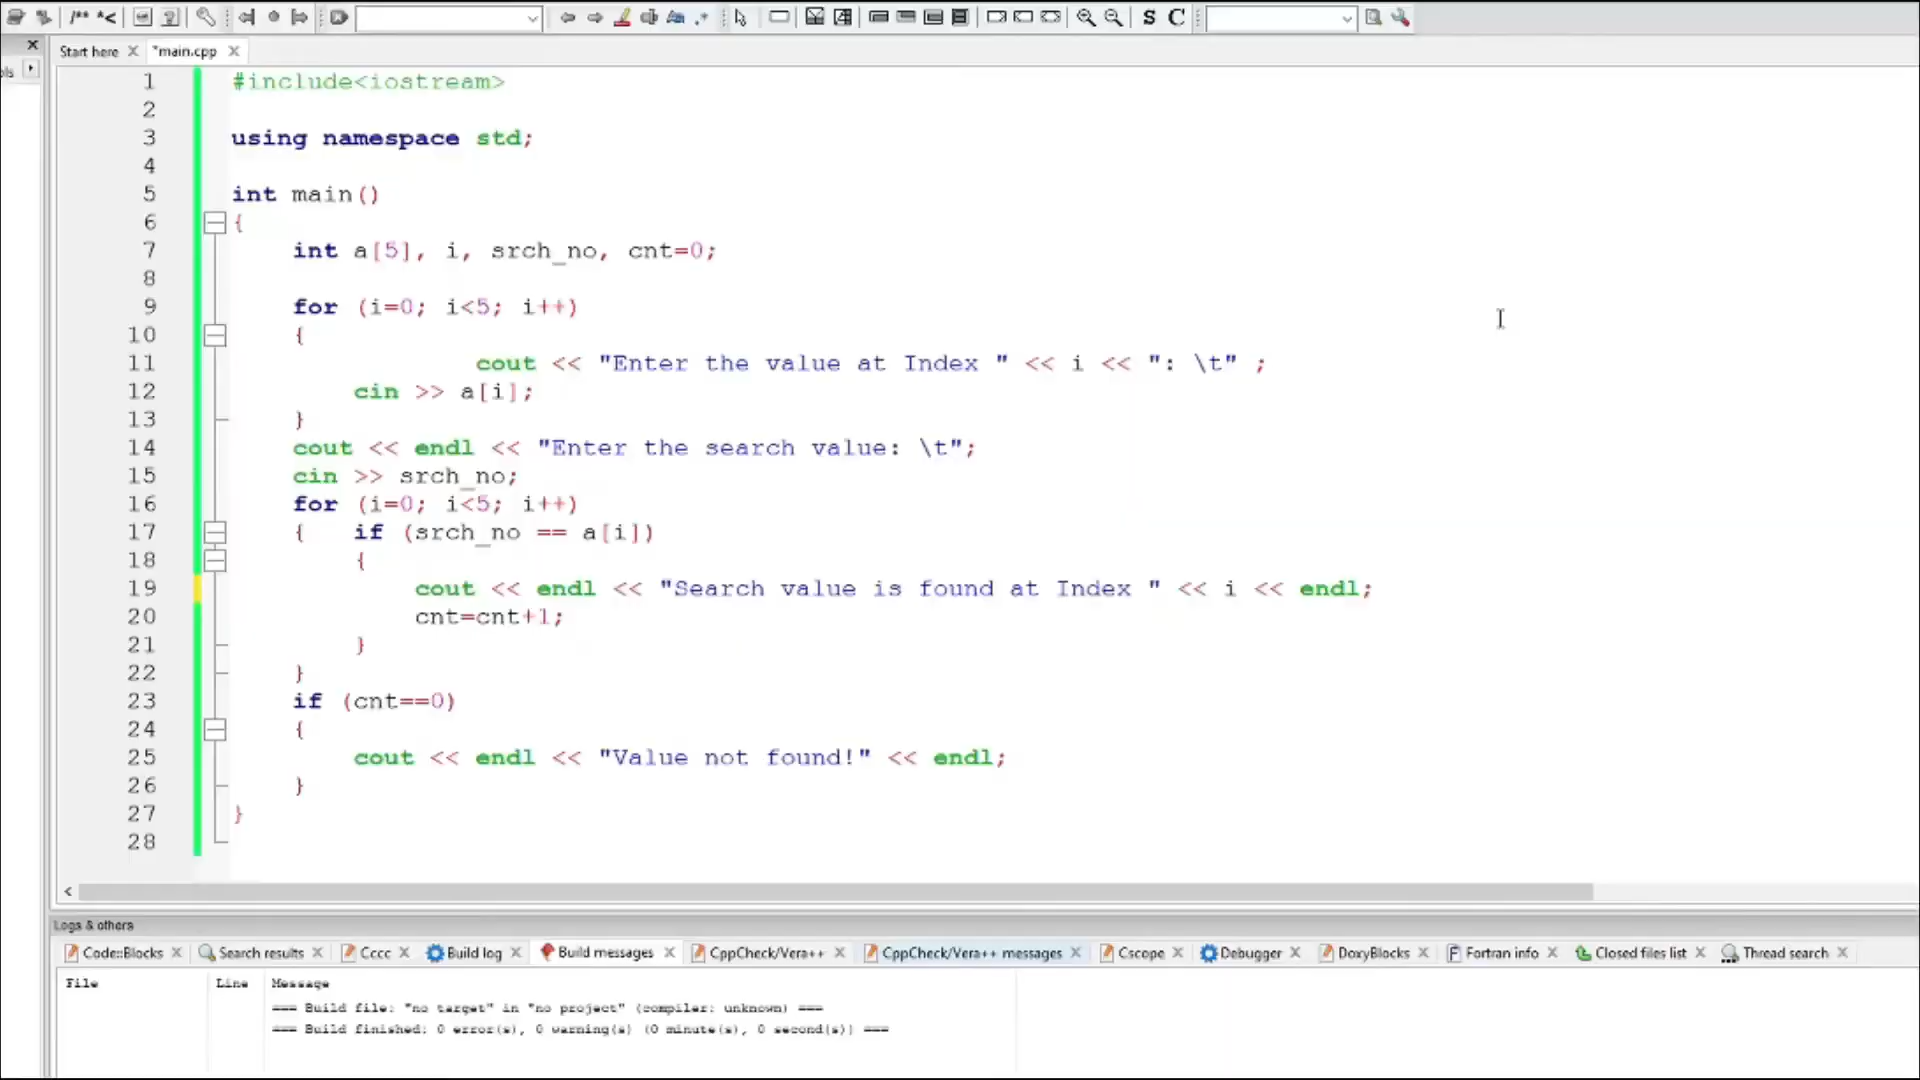 /** *< S C
ols Start here *main.cpp
1 #include<iostream>
2
3 using namespace std;
4
5 int main()
6 {
7 int a[5], i, srch_no, cnt=0;
8
9 for (i=0; i<5; i++)
10 {
11 cout << "Enter the value at Index " << i << ": \t" ;
12 cin >> a[i];
13 }
14 cout << endl << "Enter the search value: \t";
15 cin >> srch_no;
16 for (i=0; i<5; i++)
17 { if (srch_no == a[i])
18 {
19 cout << endl << "Search value is found at Index " << i << endl;
20 cnt=cnt+1;
21 }
22 }
23 if (cnt==0)
24 {
25 cout << endl << "Value not found!" << endl;
26 }
27 }
28
Logs & others
Code::Blocks Search results Cccc Build log Build messages CppCheck/Vera++ CppCheck/Vera++ messages Cscope Debugger DoxyBlocks Fortran info Closed files list Thread search
File Line Message
=== Build file: "no target" in "no project" (compiler: unknown) ===
=== Build finished: 0 error(s), 0 warning(s) (0 minute(s), 0 second(s)) ===